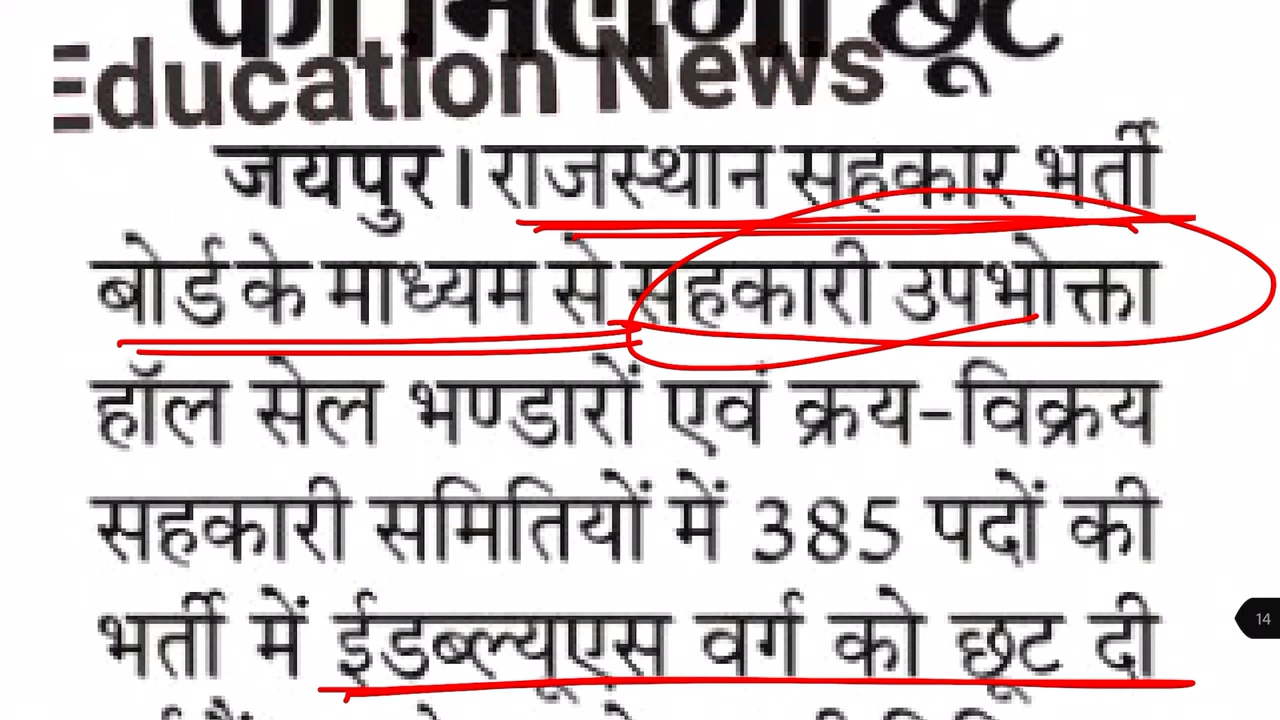 को मिलेगी छूट
Education News
जयपुर। राजस्थान सहकार भर्ती
बोर्ड के माध्यम से सहकारी उपभोक्ता
हॉल सेल भण्डारों एवं क्रय-विक्रय
सहकारी समितियों में 385 पदों की
भर्ती में ईडब्ल्यूएस वर्ग को छूट दी
14